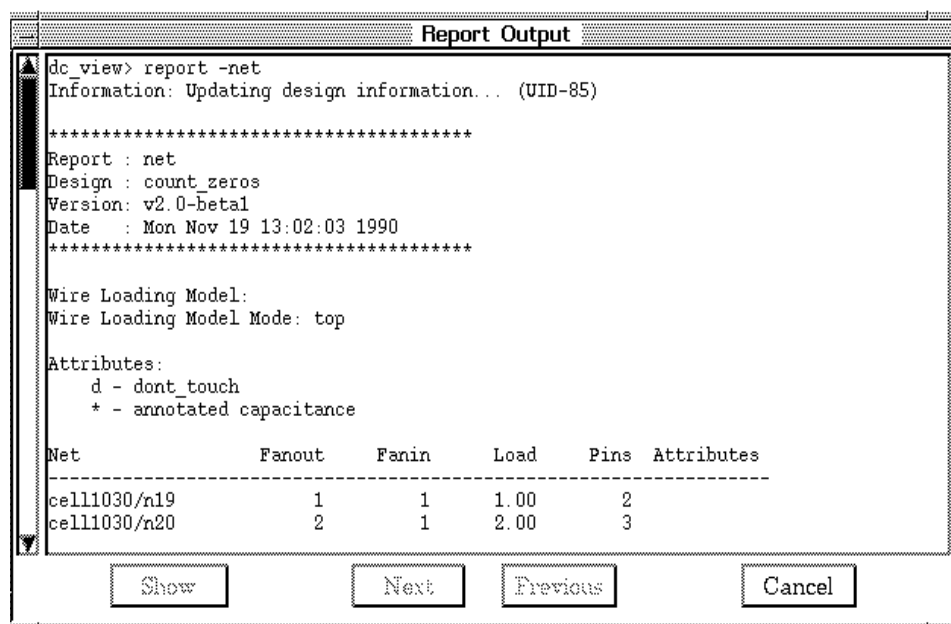 Report Output
dc_view> report -net
Information: Updating design information... (UID-85)
****************************************
Report : net
Design : count_zeros
Version: v2.0-beta1
Date   : Mon Nov 19 13:02:03 1990
****************************************
Wire Loading Model:
Wire Loading Model Mode: top
Attributes:
    d - dont_touch
    * - annotated capacitance
Net                 Fanout     Fanin      Load     Pins  Attributes
--------------------------------------------------------------------
cell1030/n19             1         1      1.00        2
cell1030/n20             2         1      2.00        3
Show Next Previous Cancel